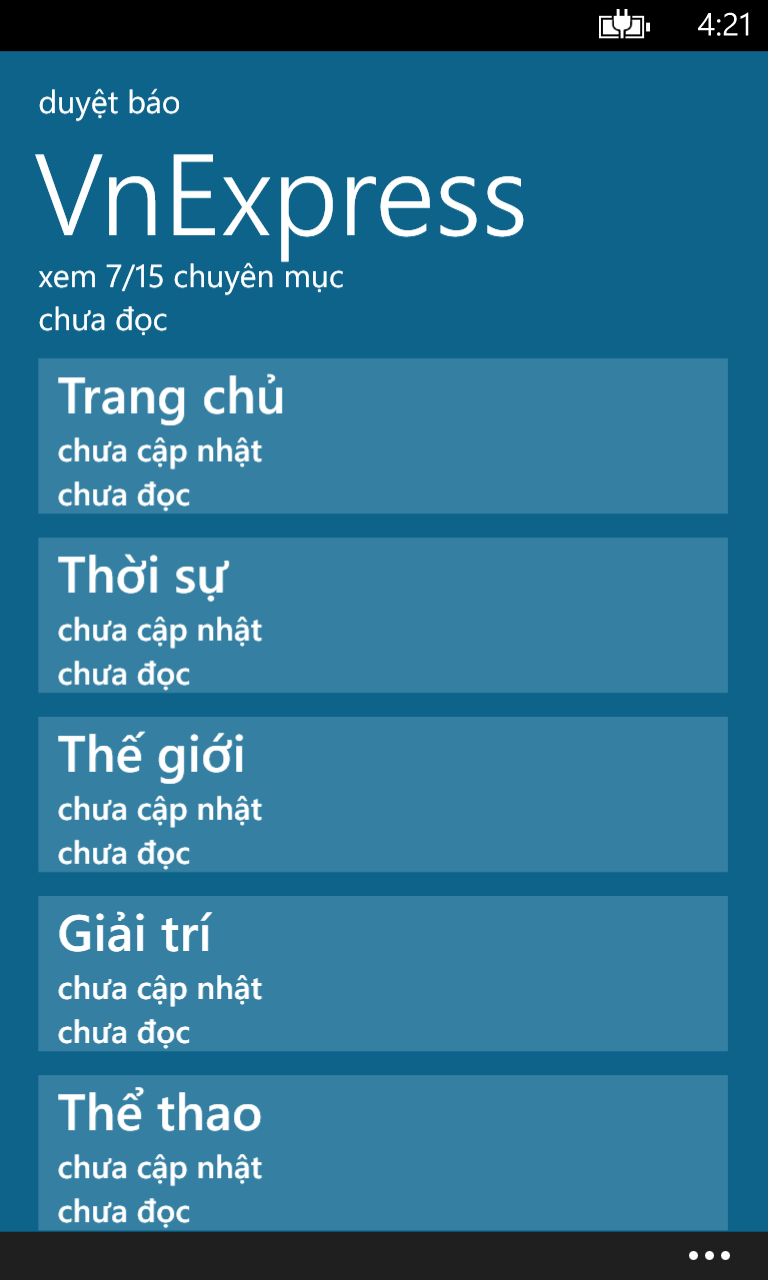 4:21
duyệt báo
VnExpress
xem 7/15 chuyên mục
chưa đọc
Trang chủ
chưa cập nhật
chưa đọc
Thời sự
chưa cập nhật
chưa đọc
Thế giới
chưa cập nhật
chưa đọc
Giải trí
chưa cập nhật
chưa đọc
Thể thao
chưa cập nhật
chưa đọc